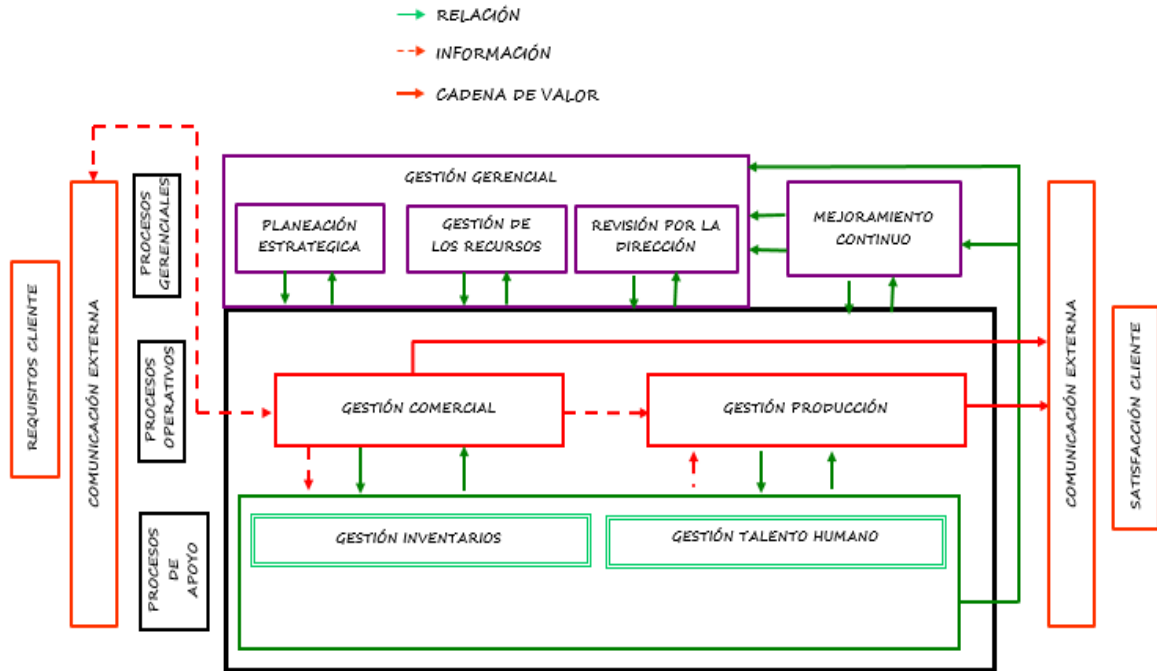 RELACIÓN
INFORMACIÓN
CADENA DE VALOR
REQUISITOS CLIENTE
COMUNICACIÓN EXTERNA
PROCESOS
GERENCIALES
PROCESOS
OPERATIVOS
PROCESOS
DE
APOYO
GESTIÓN GERENCIAL
PLANEACIÓN
ESTRATEGICA
GESTIÓN DE
LOS RECURSOS
REVISIÓN POR LA
DIRECCIÓN
MEJORAMIENTO
CONTINUO
GESTIÓN COMERCIAL
GESTIÓN PRODUCCIÓN
GESTIÓN INVENTARIOS
GESTIÓN TALENTO HUMANO
COMUNICACIÓN EXTERNA
SATISFACCIÓN CLIENTE